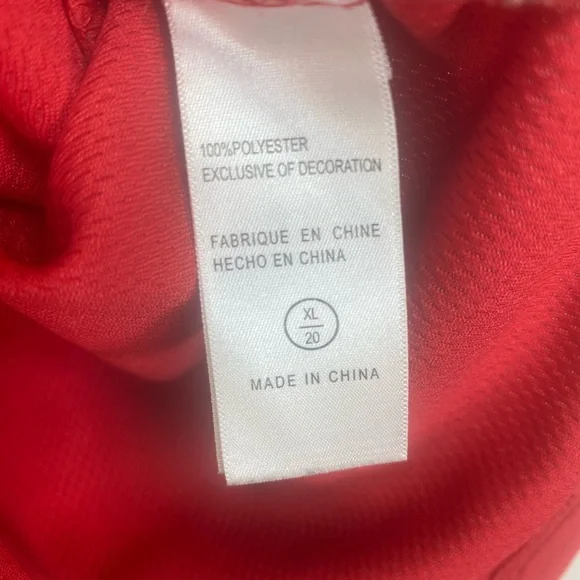 100%POLYESTER
EXCLUSIVE OF DECORATION
FABRIQUE EN CHINE
HECHO EN CHINA
XL
20
MADE IN CHINA